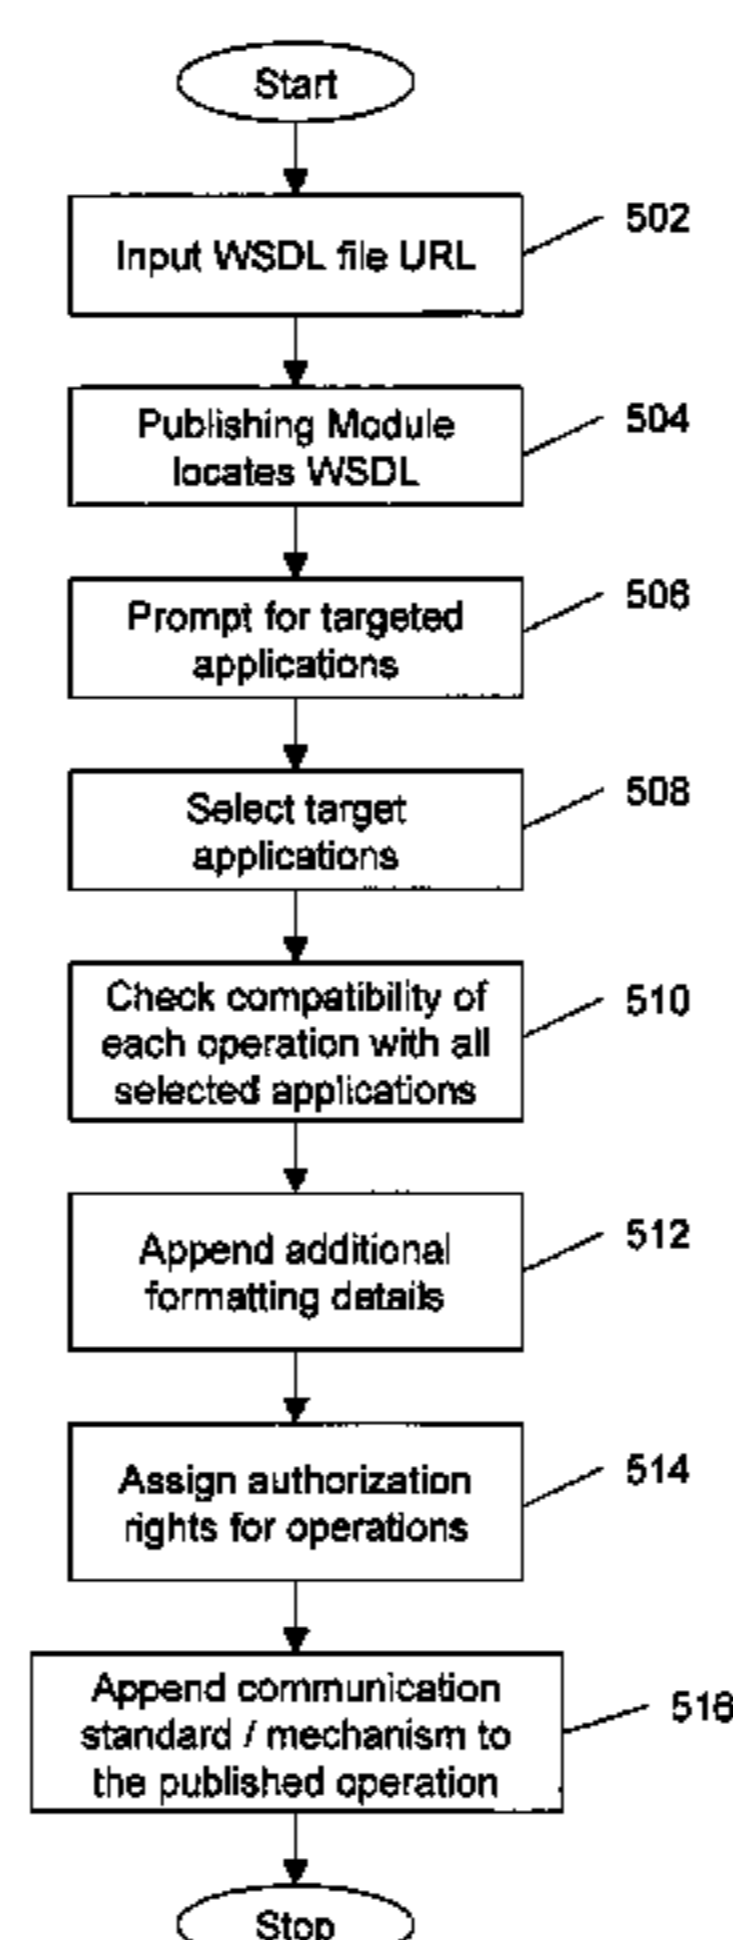 Start
Input WSDL file URL
502
Publishing Module
locates WSDL
504
Prompt for targeted
applications
506
Select target
applications
508
Check compatibility of
each operation with all
selected applications
510
Append additional
formatting details
512
Assign authorization
rights for operations
514
Append communication
standard / mechanism to
the published operation
516
Stop